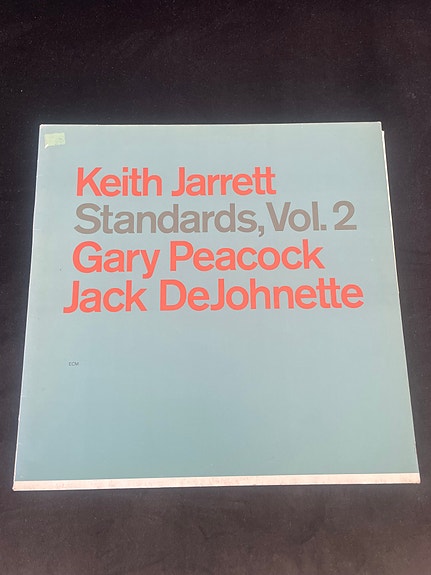 Keith Jarrett
Standards, Vol. 2
Gary Peacock
Jack DeJohnette
ECM